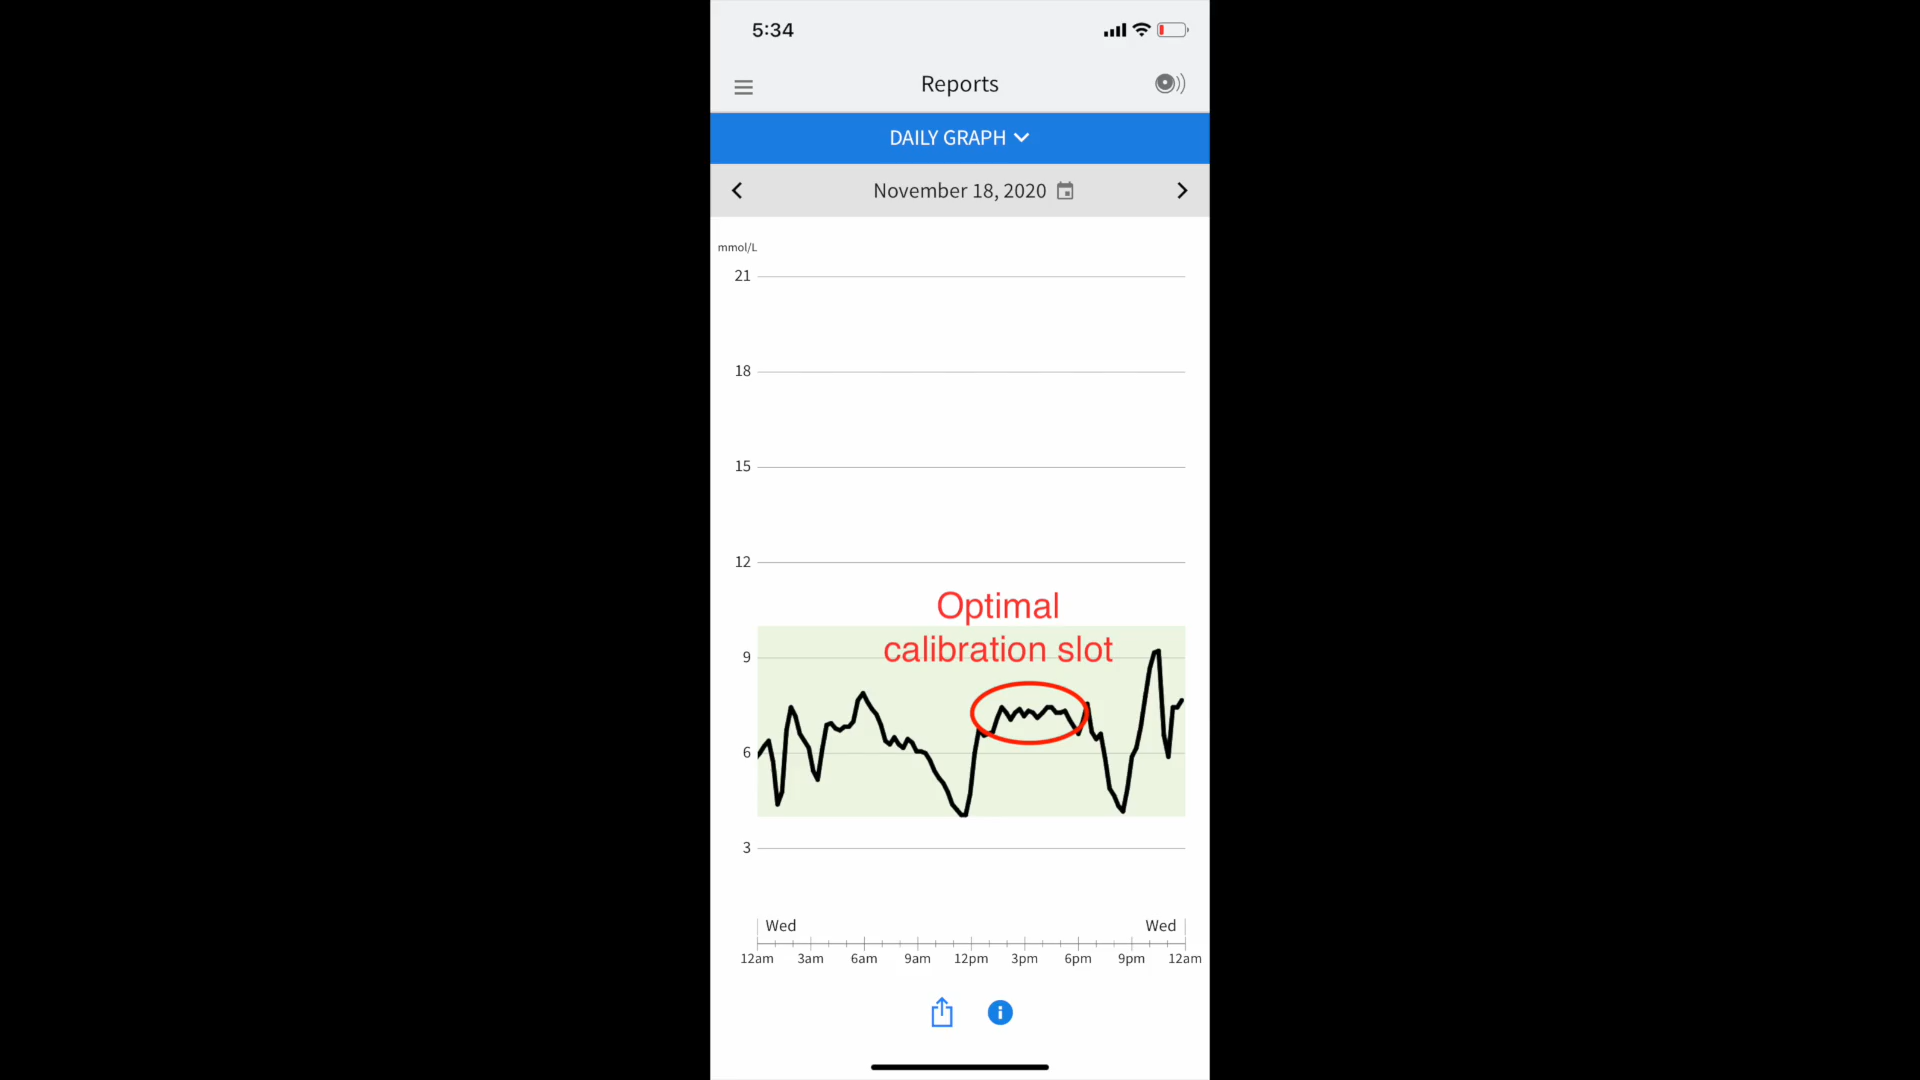 5:34
Reports
DAILY GRAPH
November 18, 2020
mmol/L
21
18
15
12
Optimal
calibration slot
9
6
3
Wed Wed
12am 3am 6am 9am 12pm 3pm 6pm 9pm 12am